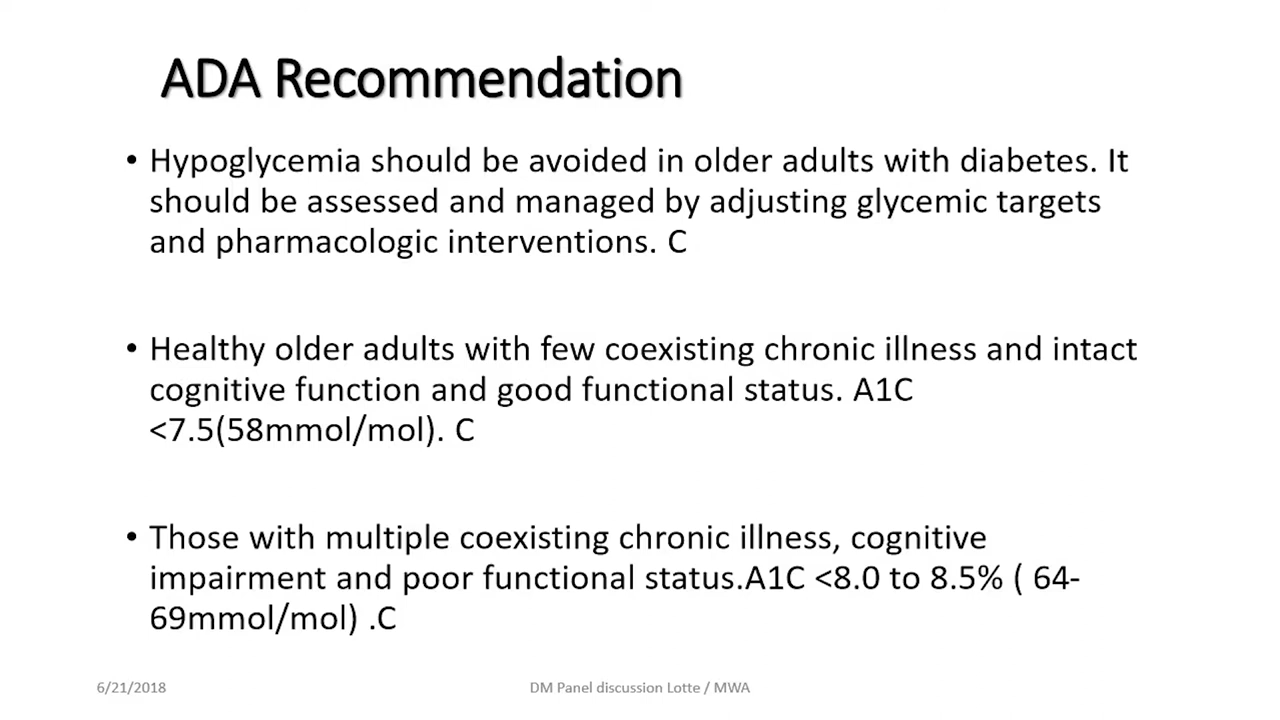 ADA Recommendation
• Hypoglycemia should be avoided in older adults with diabetes. It
should be assessed and managed by adjusting glycemic targets
and pharmacologic interventions. C
• Healthy older adults with few coexisting chronic illness and intact
cognitive function and good functional status. A1C
<7.5(58mmol/mol). C
• Those with multiple coexisting chronic illness, cognitive
impairment and poor functional status.A1C <8.0 to 8.5% ( 64-
69mmol/mol) .C
6/21/2018
DM Panel discussion Lotte / MWA